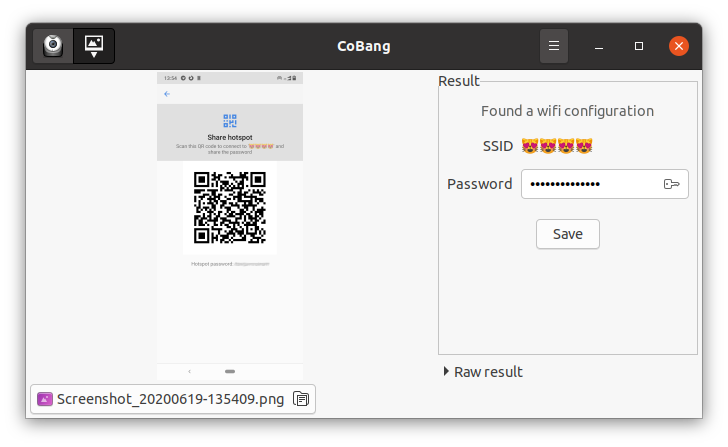 CoBang
13:54
Share hotspot
Scan this QR code to connect to "😻😻😻😻" and
share the password
Hotspot password:
Screenshot_20200619-135409.png
Result
Found a wifi configuration
SSID 😻😻😻😻
Password ••••••••••••••
Save
Raw result